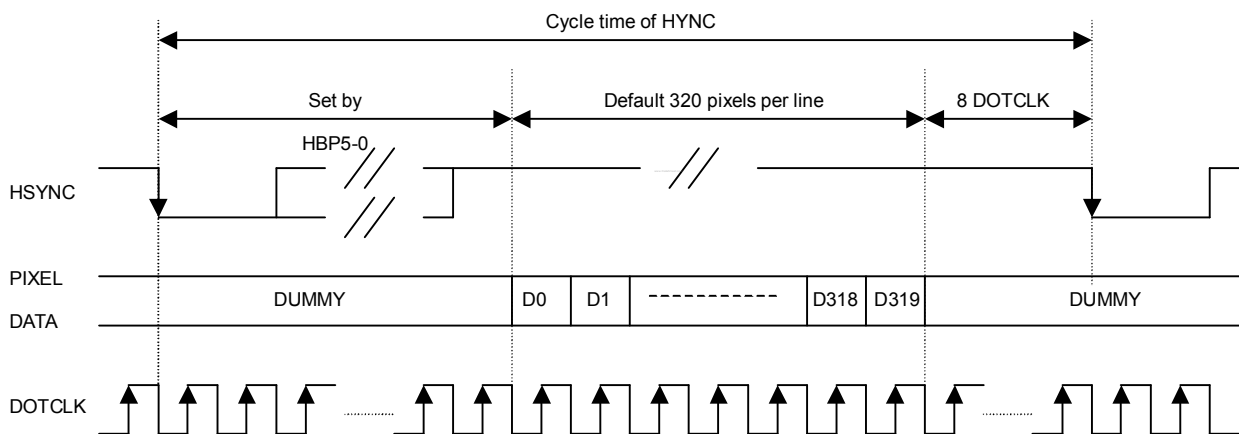 Cycle time of HYNC
Set by
Default 320 pixels per line
8 DOTCLK
HBP5-0
HSYNC
PIXEL
DUMMY
D0
D1
D318
D319
DUMMY
DATA
DOTCLK